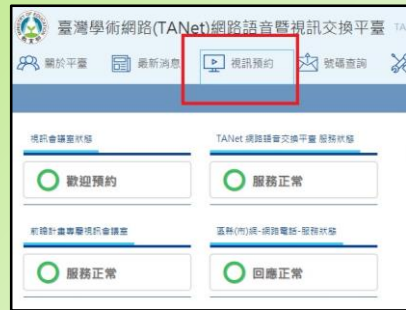 臺灣學術網路(TANet)網路語音暨視訊交換平臺 TA
關於平臺 最新消息 視訊預約 號碼查詢
視訊會議室狀態 TANet 網路語音交換平臺 服務狀態
歡迎預約 服務正常
前瞻計畫專屬視訊會議室 區縣(市)網-網路電話-服務狀態
服務正常 回應正常